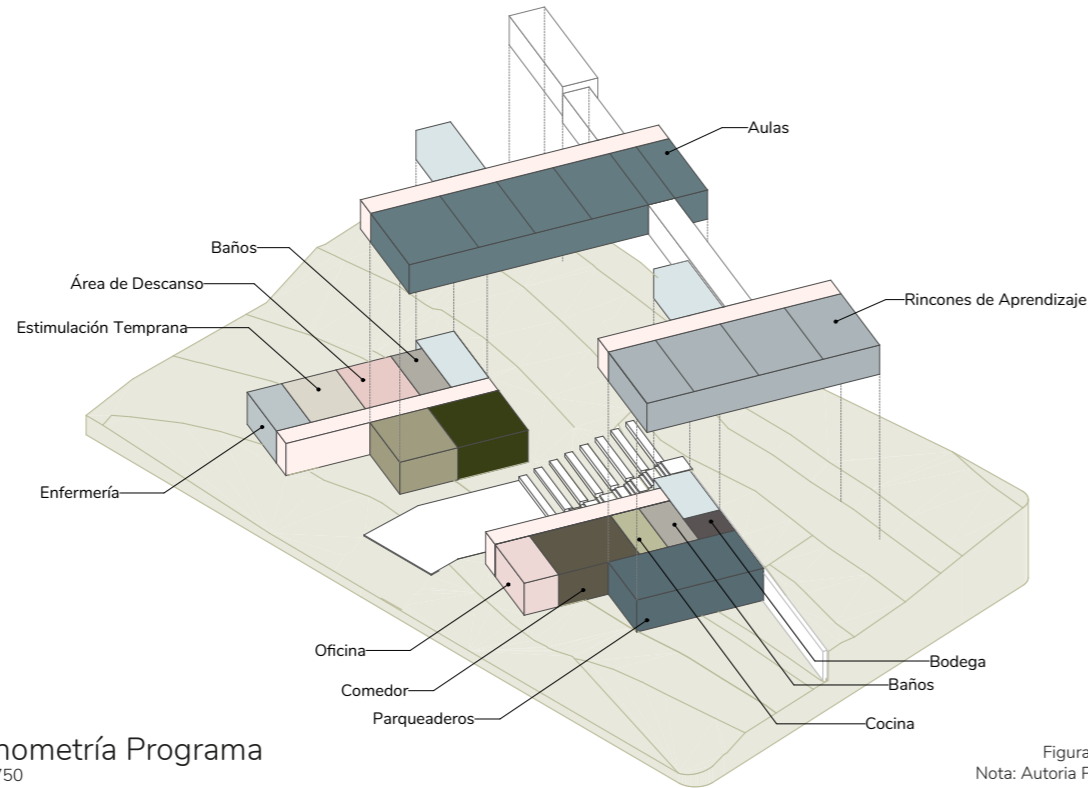 Aulas
Baños
Área de Descanso
Rincones de Aprendizaje
Estimulación Temprana
Enfermería
Oficina
Bodega
Comedor
Baños
Parqueaderos
Cocina
nometría Programa
750
Figura
Nota: Autoria P